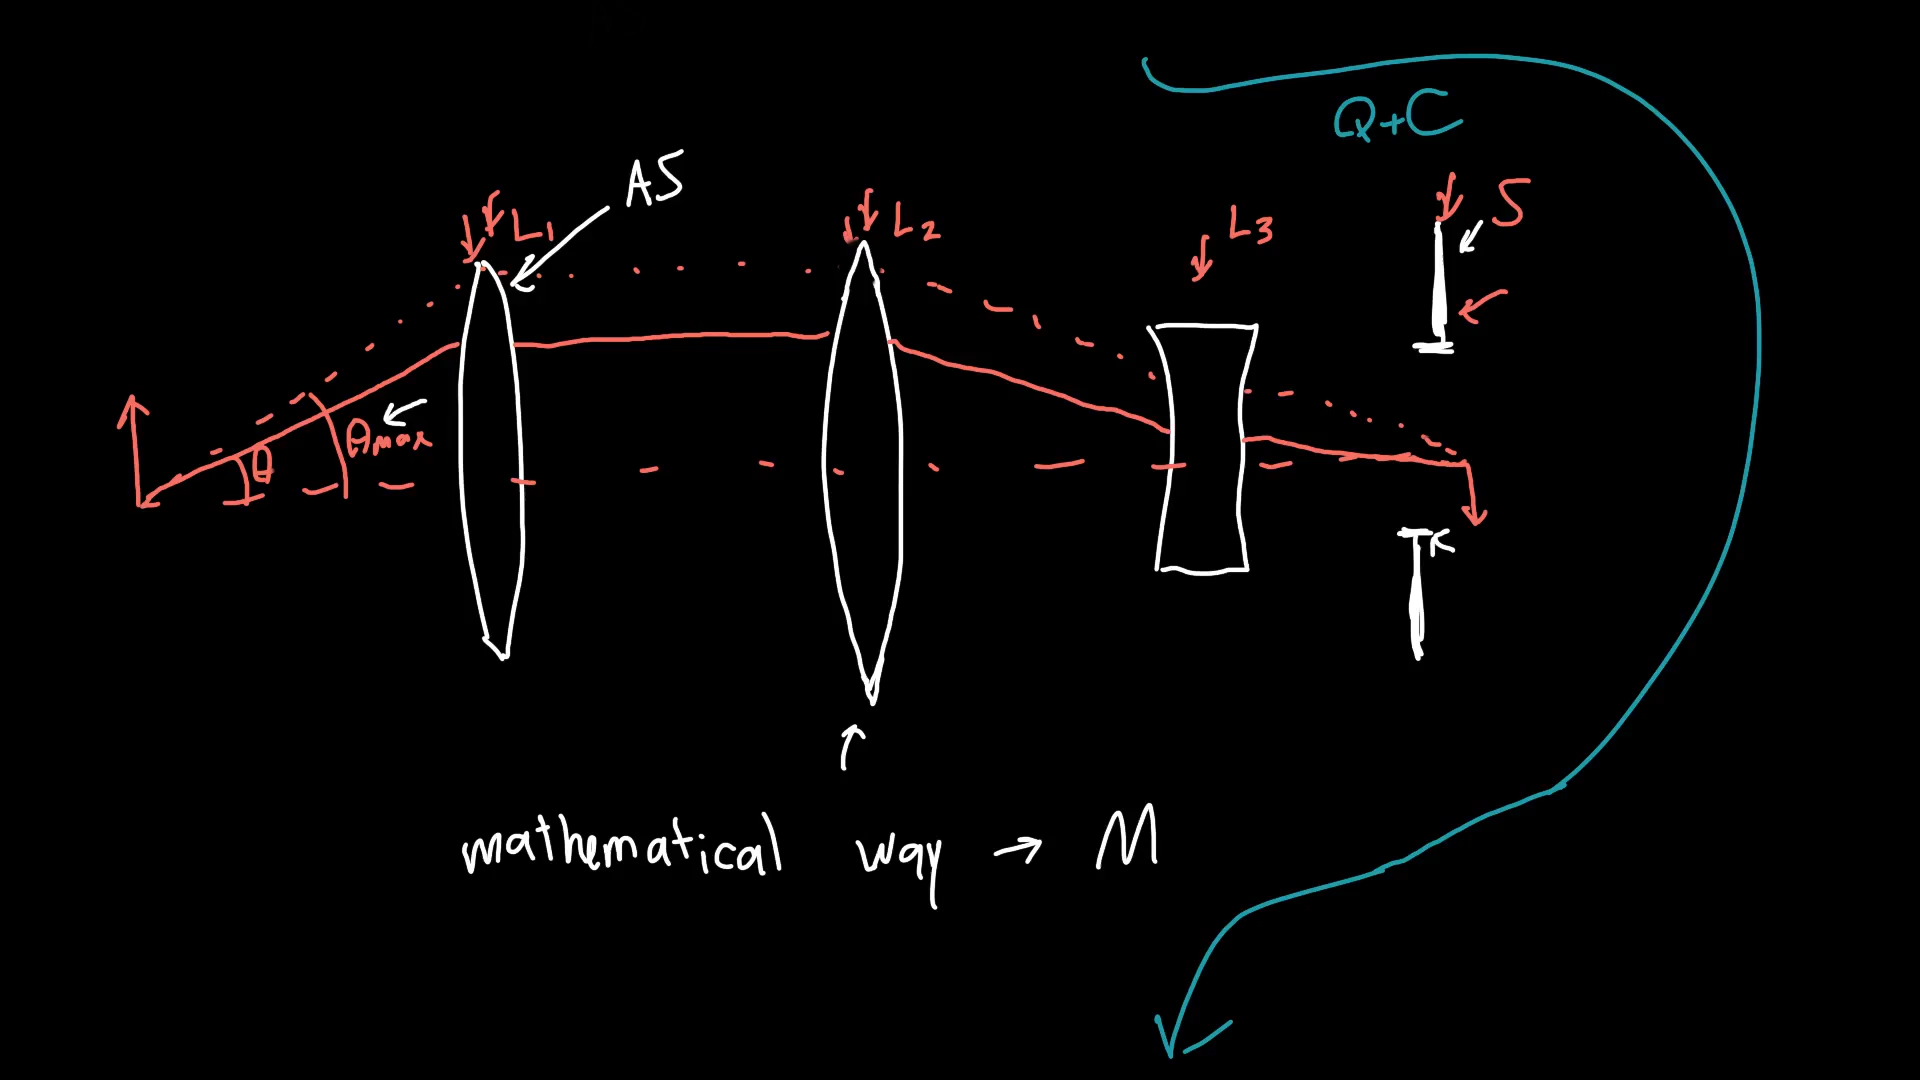 Q+C
AS
S
L1
L2
L3
θmax
θ
mathematical way → M